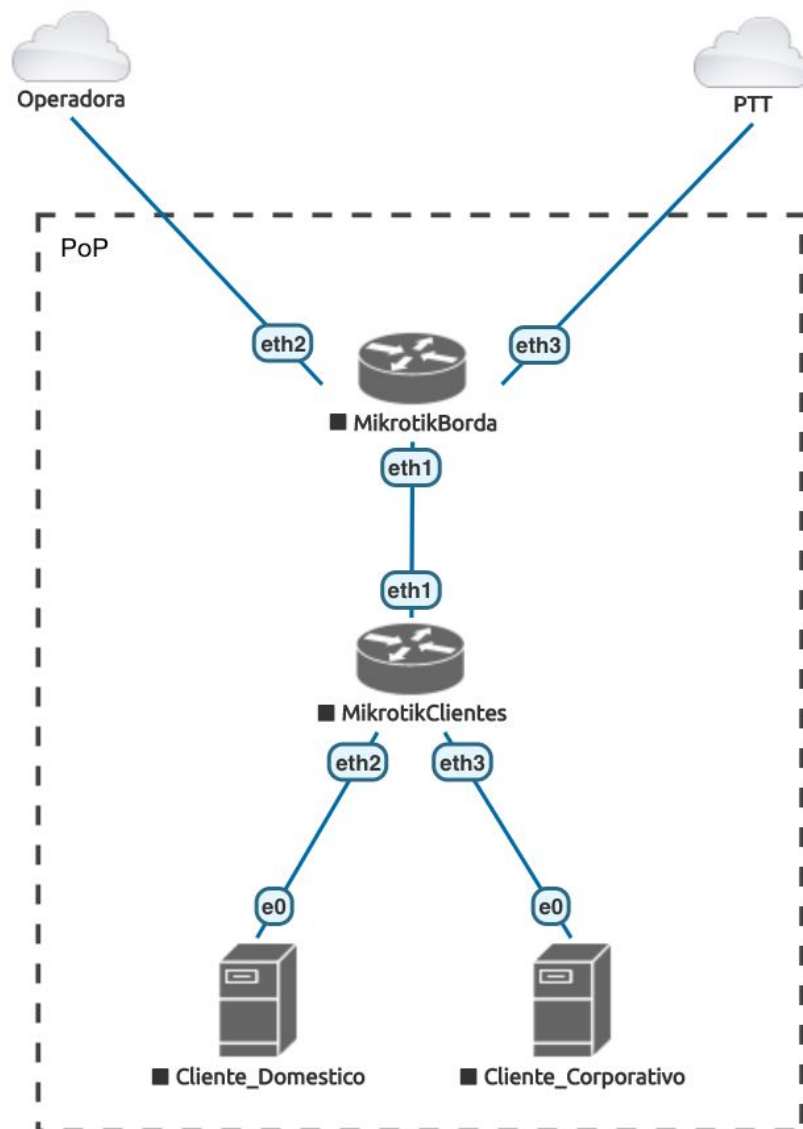 Operadora
PTT
PoP
eth2
eth3
MikrotikBorda
eth1
eth1
MikrotikClientes
eth2
eth3
e0
e0
Cliente_Domestico
Cliente_Corporativo